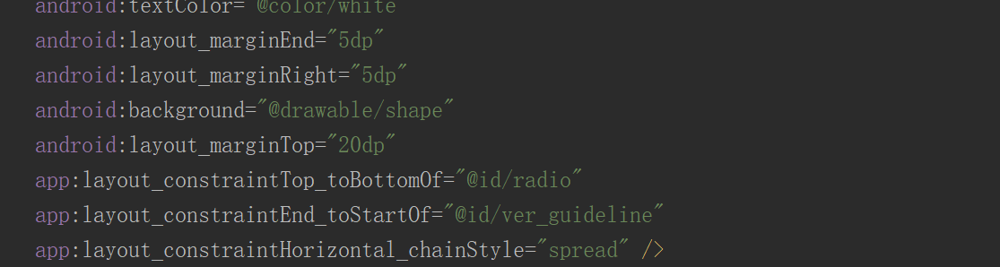 android:textColor="@color/white
android:layout_marginEnd="5dp"
android:layout_marginRight="5dp"
android:background="@drawable/shape"
android:layout_marginTop="20dp"
app:layout_constraintTop_toBottomOf="@id/radio"
app:layout_constraintEnd_toStartOf="@id/ver_guideline"
app:layout_constraintHorizontal_chainStyle="spread" />